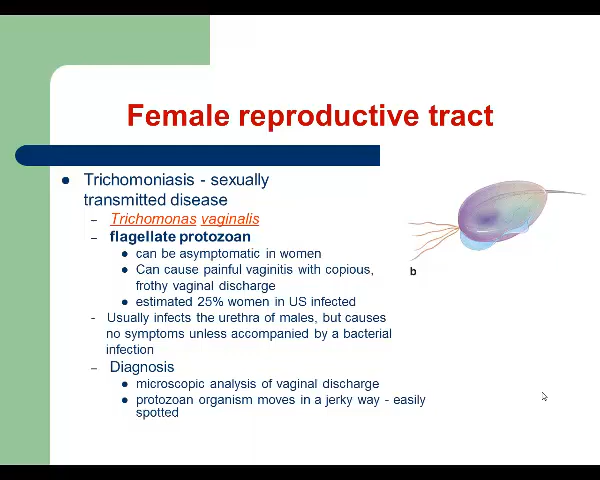 Female reproductive tract
● Trichomoniasis - sexually
transmitted disease
– Trichomonas vaginalis
– flagellate protozoan
● can be asymptomatic in women
● Can cause painful vaginitis with copious,
frothy vaginal discharge
● estimated 25% women in US infected
- Usually infects the urethra of males, but causes
no symptoms unless accompanied by a bacterial
infection
– Diagnosis
● microscopic analysis of vaginal discharge
● protozoan organism moves in a jerky way - easily
spotted
b